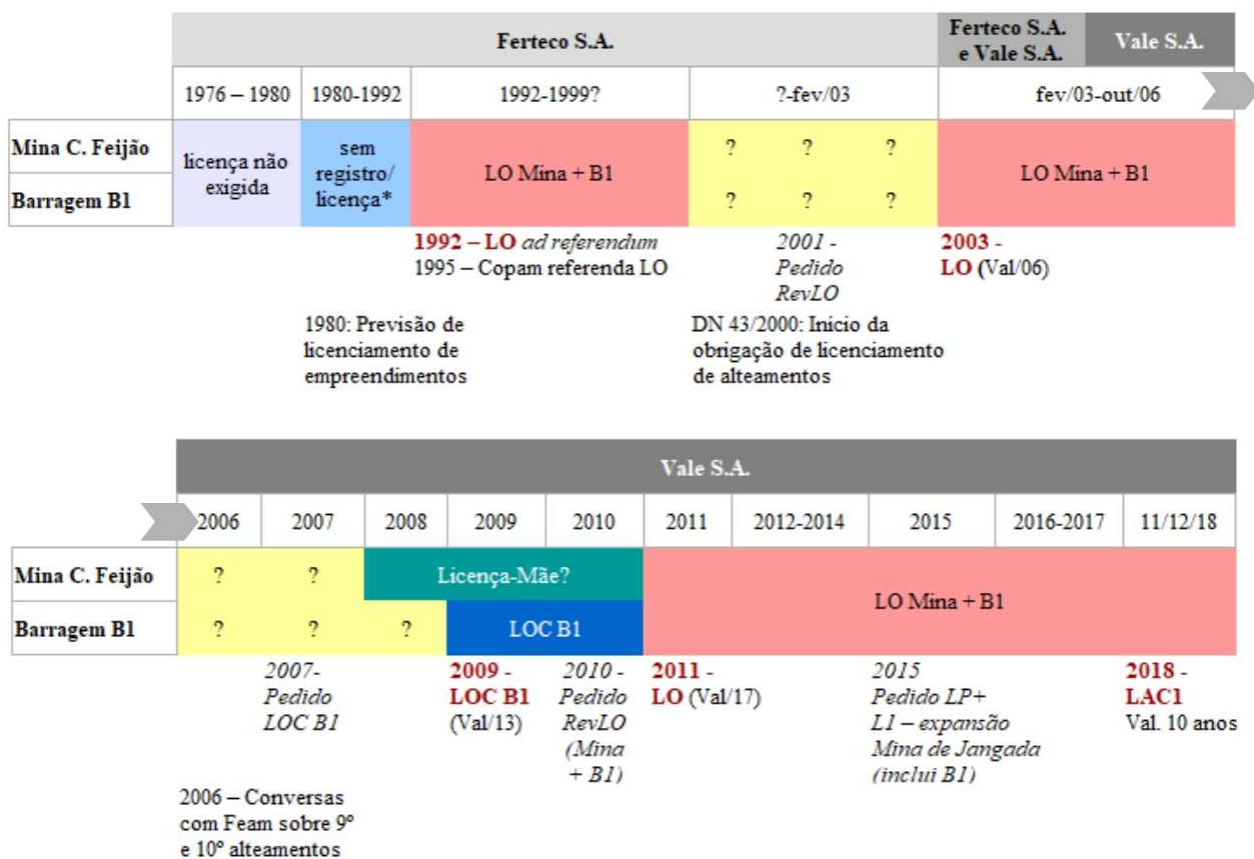 Ferteco S.A.
Ferteco S.A.
e Vale S.A.
Vale S.A.
1976 – 1980 1980-1992 1992-1999? ?-fev/03 fev/03-out/06
Mina C. Feijão
Barragem B1
licença não
exigida
sem
registro/
licença*
LO Mina + B1
? ? ?
? ? ?
LO Mina + B1
1992 – LO ad referendum
1995 – Copam referenda LO
2001 -
Pedido
RevLO
2003 -
LO (Val/06)
1980: Previsão de
licenciamento de
empreendimentos
DN 43/2000: Inicio da
obrigação de licenciamento
de alteamentos
Vale S.A.
2006 2007 2008 2009 2010 2011 2012-2014 2015 2016-2017 11/12/18
Mina C. Feijão ? ? Licença-Mãe?
Barragem B1 ? ? ? LOC B1
LO Mina + B1
2007-
Pedido
LOC B1
2009 -
LOC B1
(Val/13)
2010 -
Pedido
RevLO
(Mina
+ B1)
2011 -
LO (Val/17)
2015
Pedido LP+
L1 – expansão
Mina de Jangada
(inclui B1)
2018 -
LAC1
Val. 10 anos
2006 – Conversas
com Feam sobre 9º
e 10º alteamentos